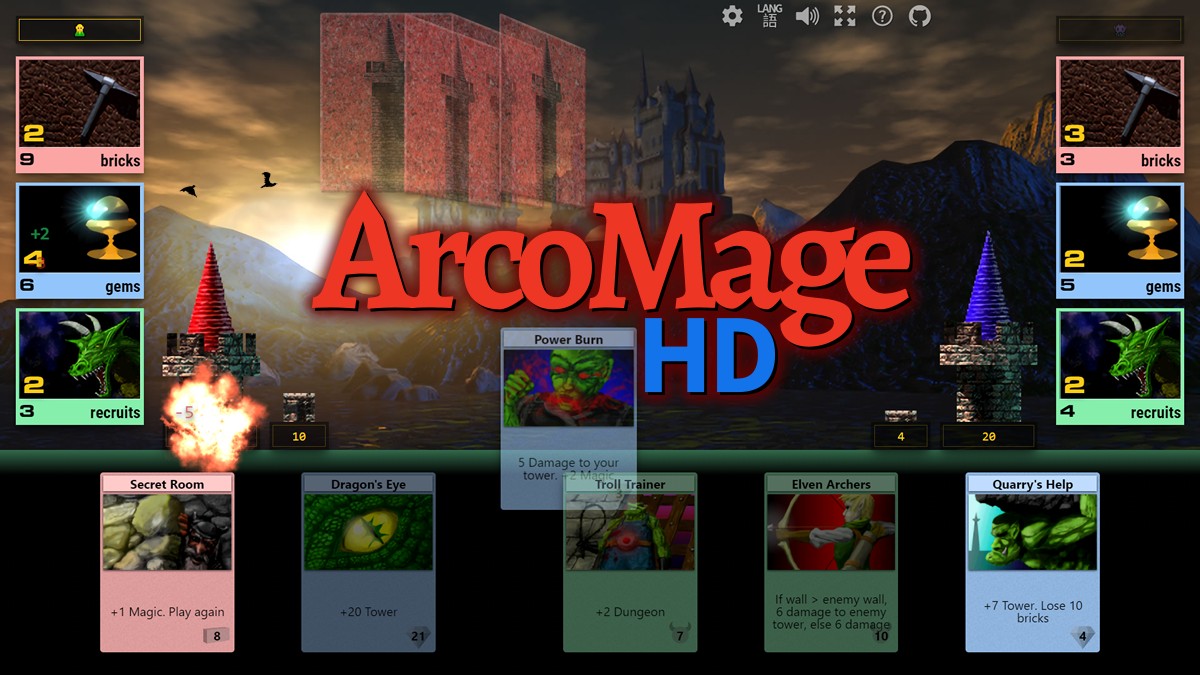 LANG
語
2
9 bricks
+2
4
6 gems
2
3 recruits
3
3 bricks
2
5 gems
2
4 recruits
ArcoMage
HD
-5
10
4
20
Power Burn
5 Damage to your
tower. +2 Magic
Secret Room
+1 Magic. Play again
8
Dragon's Eye
+20 Tower
21
Troll Trainer
+2 Dungeon
7
Elven Archers
If wall > enemy wall,
6 damage to enemy
tower, else 6 damage
10
Quarry's Help
+7 Tower. Lose 10
bricks
4